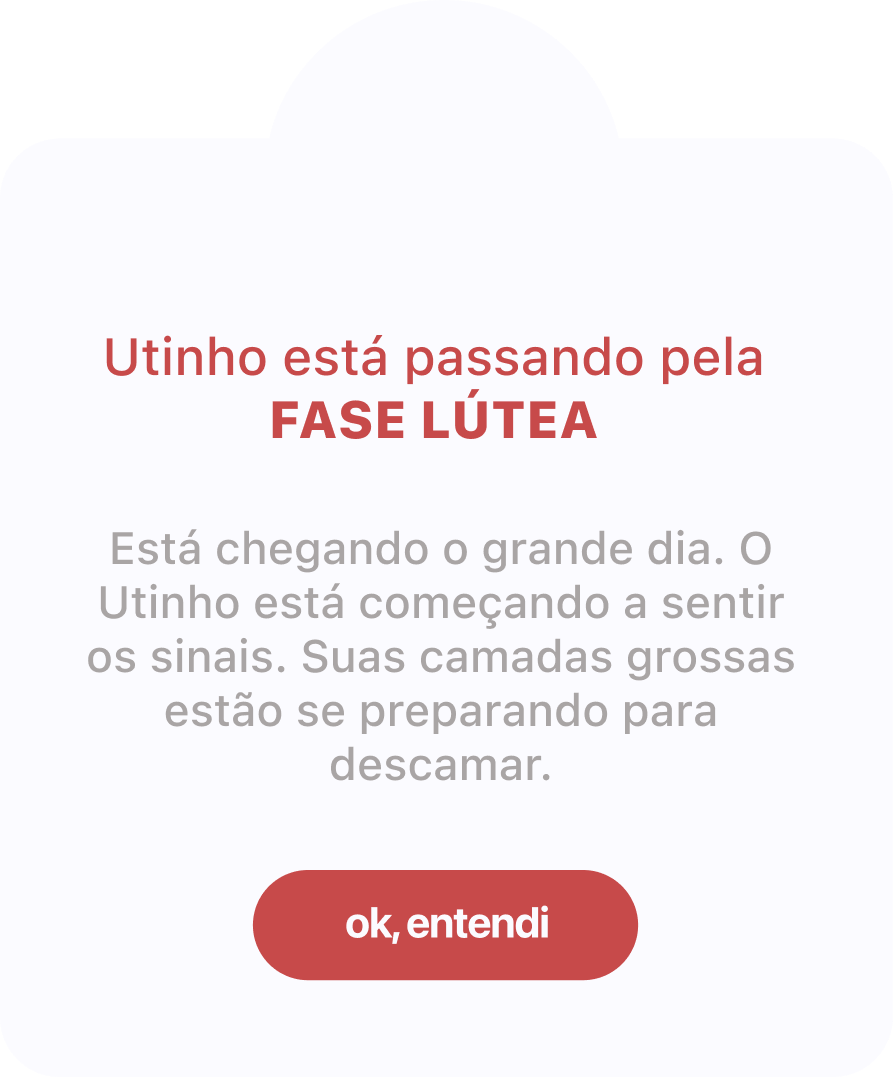 Utinho está passando pela
FASE LÚTEA
Está chegando o grande dia. O
Utinho está começando a sentir
os sinais. Suas camadas grossas
estão se preparando para
descamar.
ok, entendi